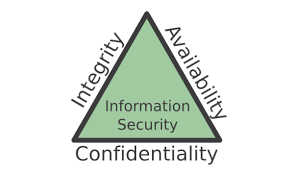 Integrity
Availability
Information
Security
Confidentiality